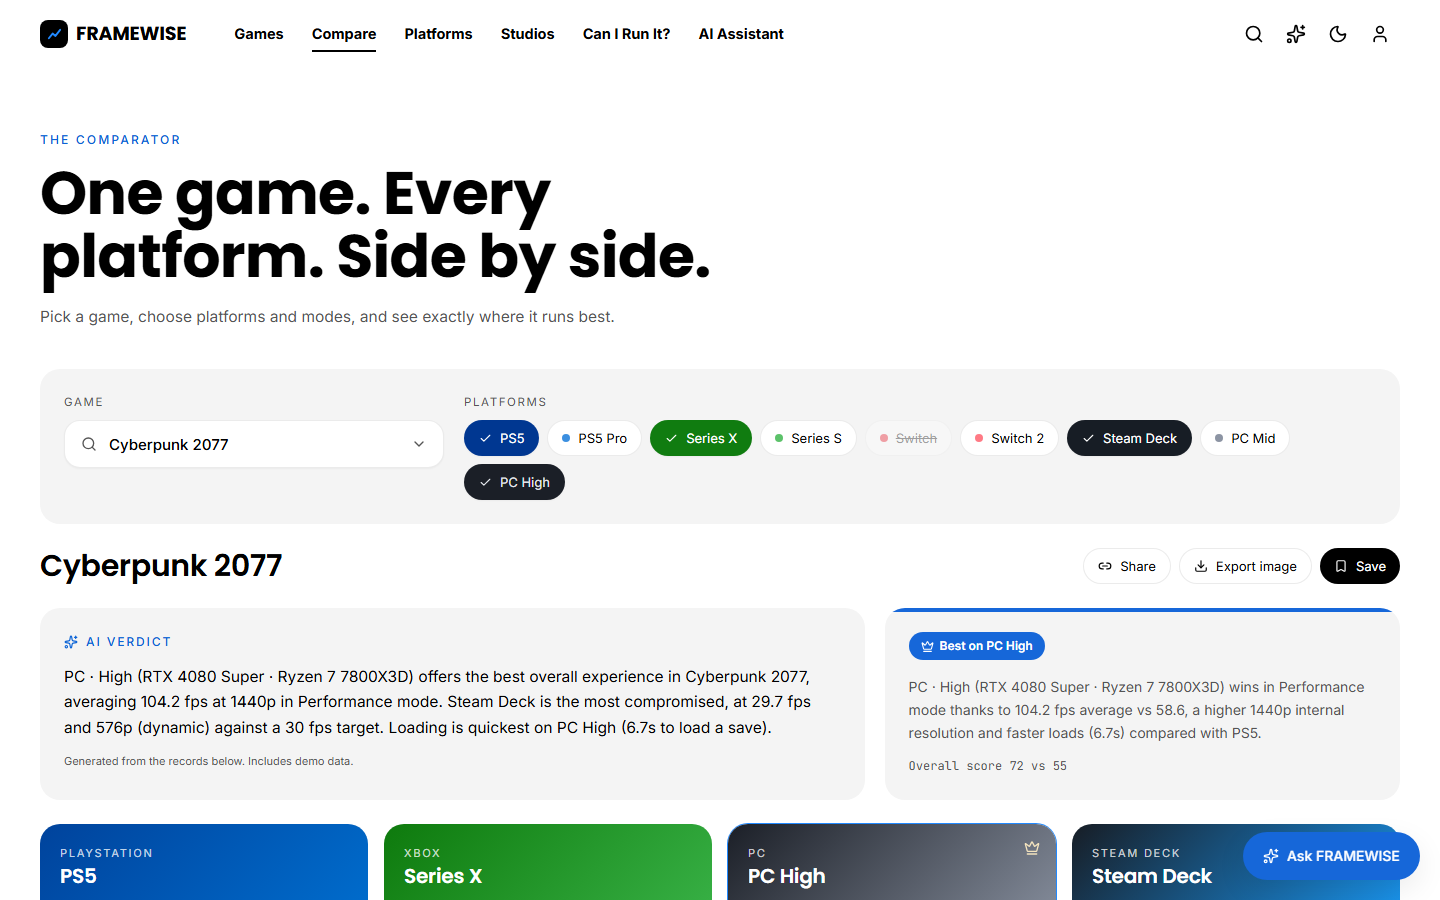 FRAMEWISE
Games
Compare
Platforms
Studios
Can I Run It?
AI Assistant
THE COMPARATOR
One game. Every
platform. Side by side.
Pick a game, choose platforms and modes, and see exactly where it runs best.
GAME
Cyberpunk 2077
PLATFORMS
PS5
PS5 Pro
Series X
Series S
Switch
Switch 2
Steam Deck
PC Mid
PC High
Cyberpunk 2077
Share
Export image
Save
AI VERDICT
PC · High (RTX 4080 Super · Ryzen 7 7800X3D) offers the best overall experience in Cyberpunk 2077,
averaging 104.2 fps at 1440p in Performance mode. Steam Deck is the most compromised, at 29.7 fps
and 576p (dynamic) against a 30 fps target. Loading is quickest on PC High (6.7s to load a save).
Generated from the records below. Includes demo data.
Best on PC High
PC · High (RTX 4080 Super · Ryzen 7 7800X3D) wins in Performance
mode thanks to 104.2 fps average vs 58.6, a higher 1440p internal
resolution and faster loads (6.7s) compared with PS5.
Overall score 72 vs 55
PLAYSTATION
PS5
XBOX
Series X
PC
PC High
STEAM DECK
Steam Deck
Ask FRAMEWISE